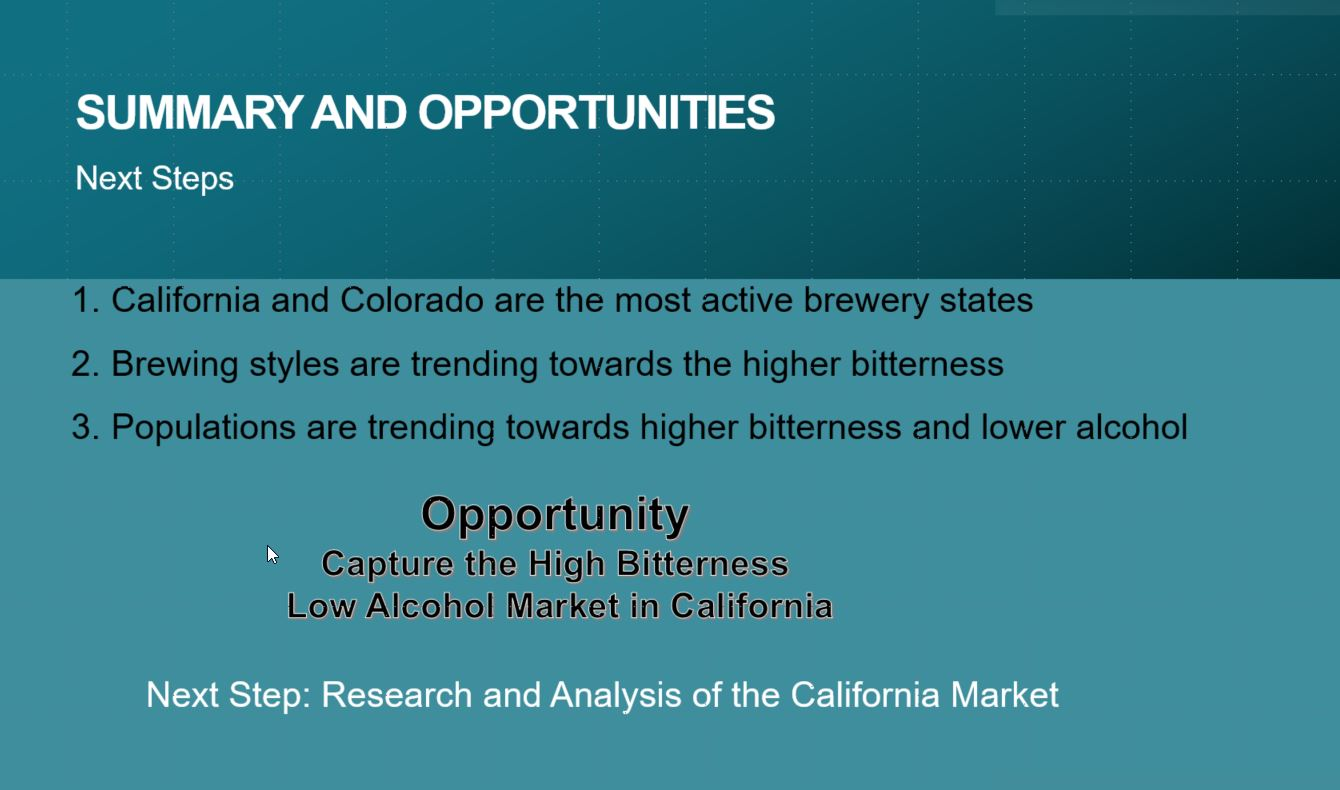 SUMMARY AND OPPORTUNITIES
Next Steps
1. California and Colorado are the most active brewery states
2. Brewing styles are trending towards the higher bitterness
3. Populations are trending towards higher bitterness and lower alcohol
Opportunity
Capture the High Bitterness
Low Alcohol Market in California
Next Step: Research and Analysis of the California Market